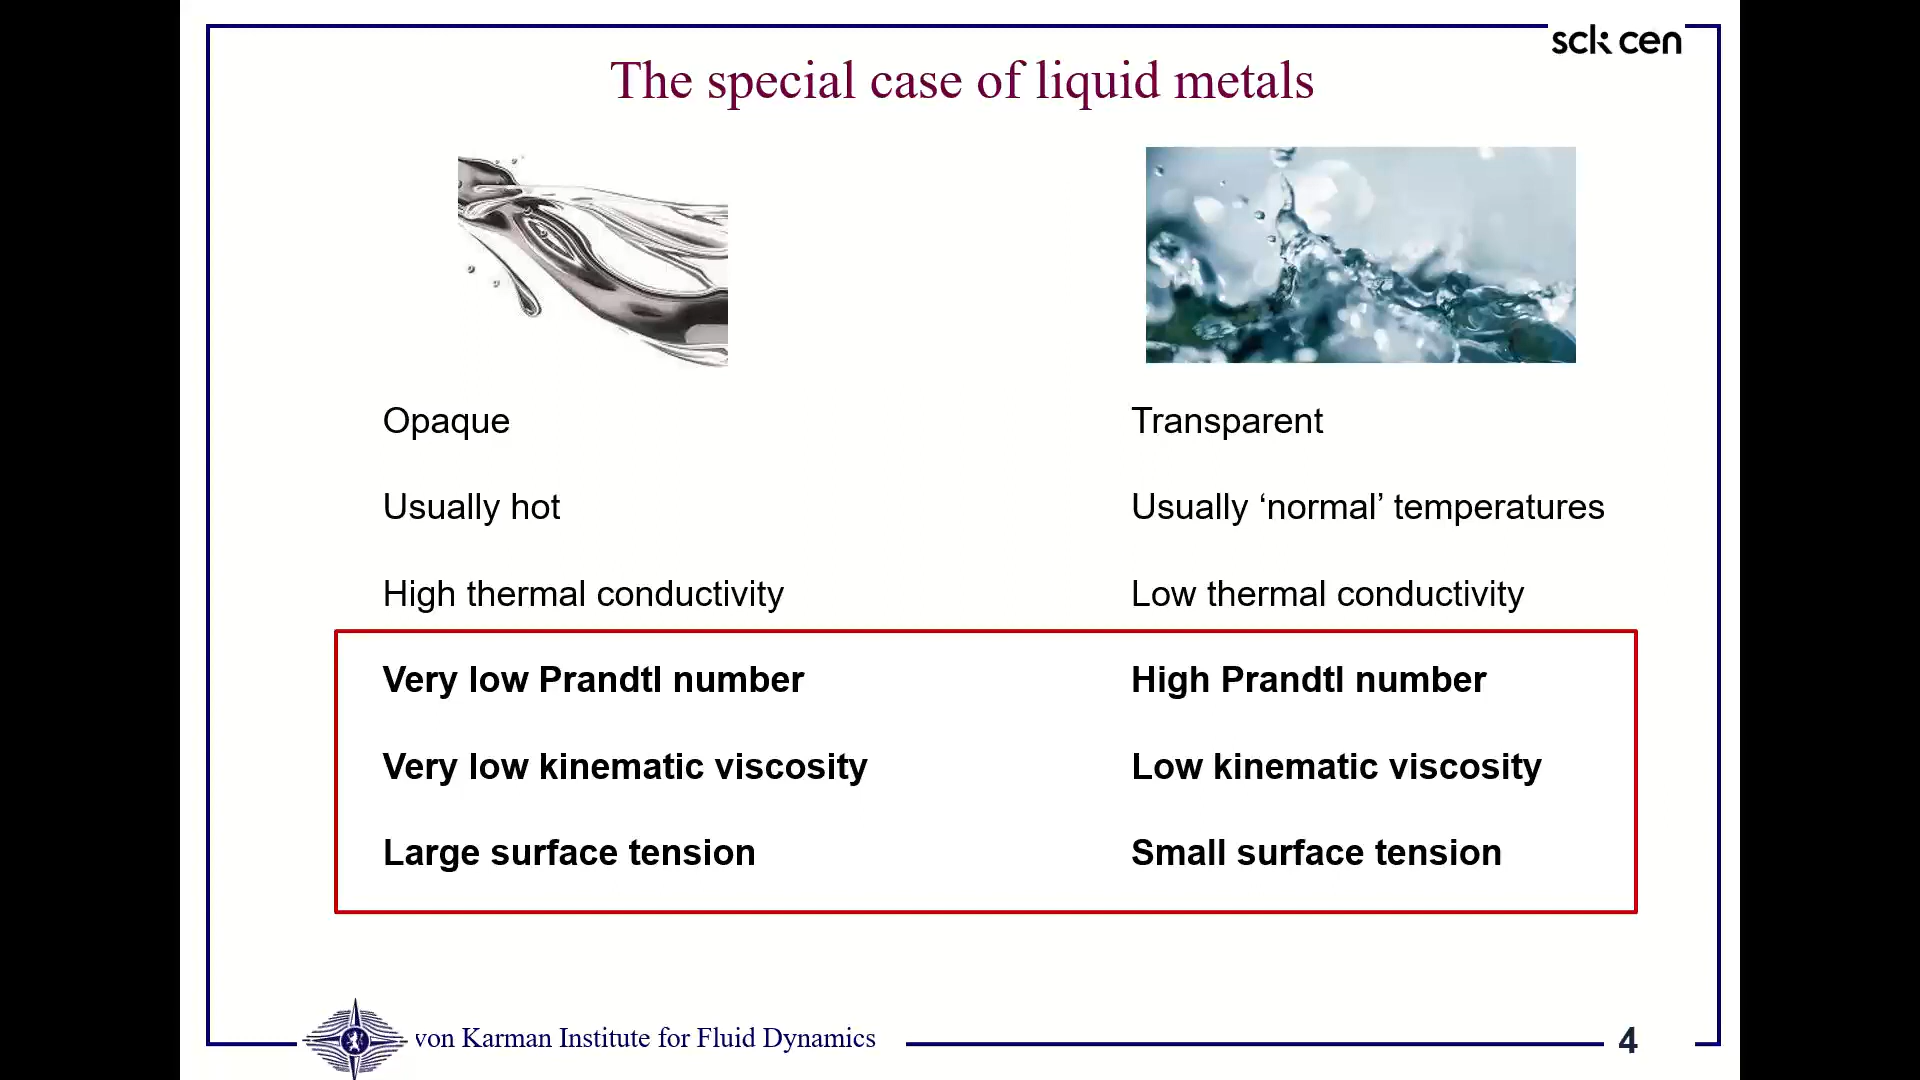 sck cen
The special case of liquid metals
Opaque
Transparent
Usually hot
Usually ‘normal’ temperatures
High thermal conductivity
Low thermal conductivity
Very low Prandtl number
High Prandtl number
Very low kinematic viscosity
Low kinematic viscosity
Large surface tension
Small surface tension
von Karman Institute for Fluid Dynamics
4